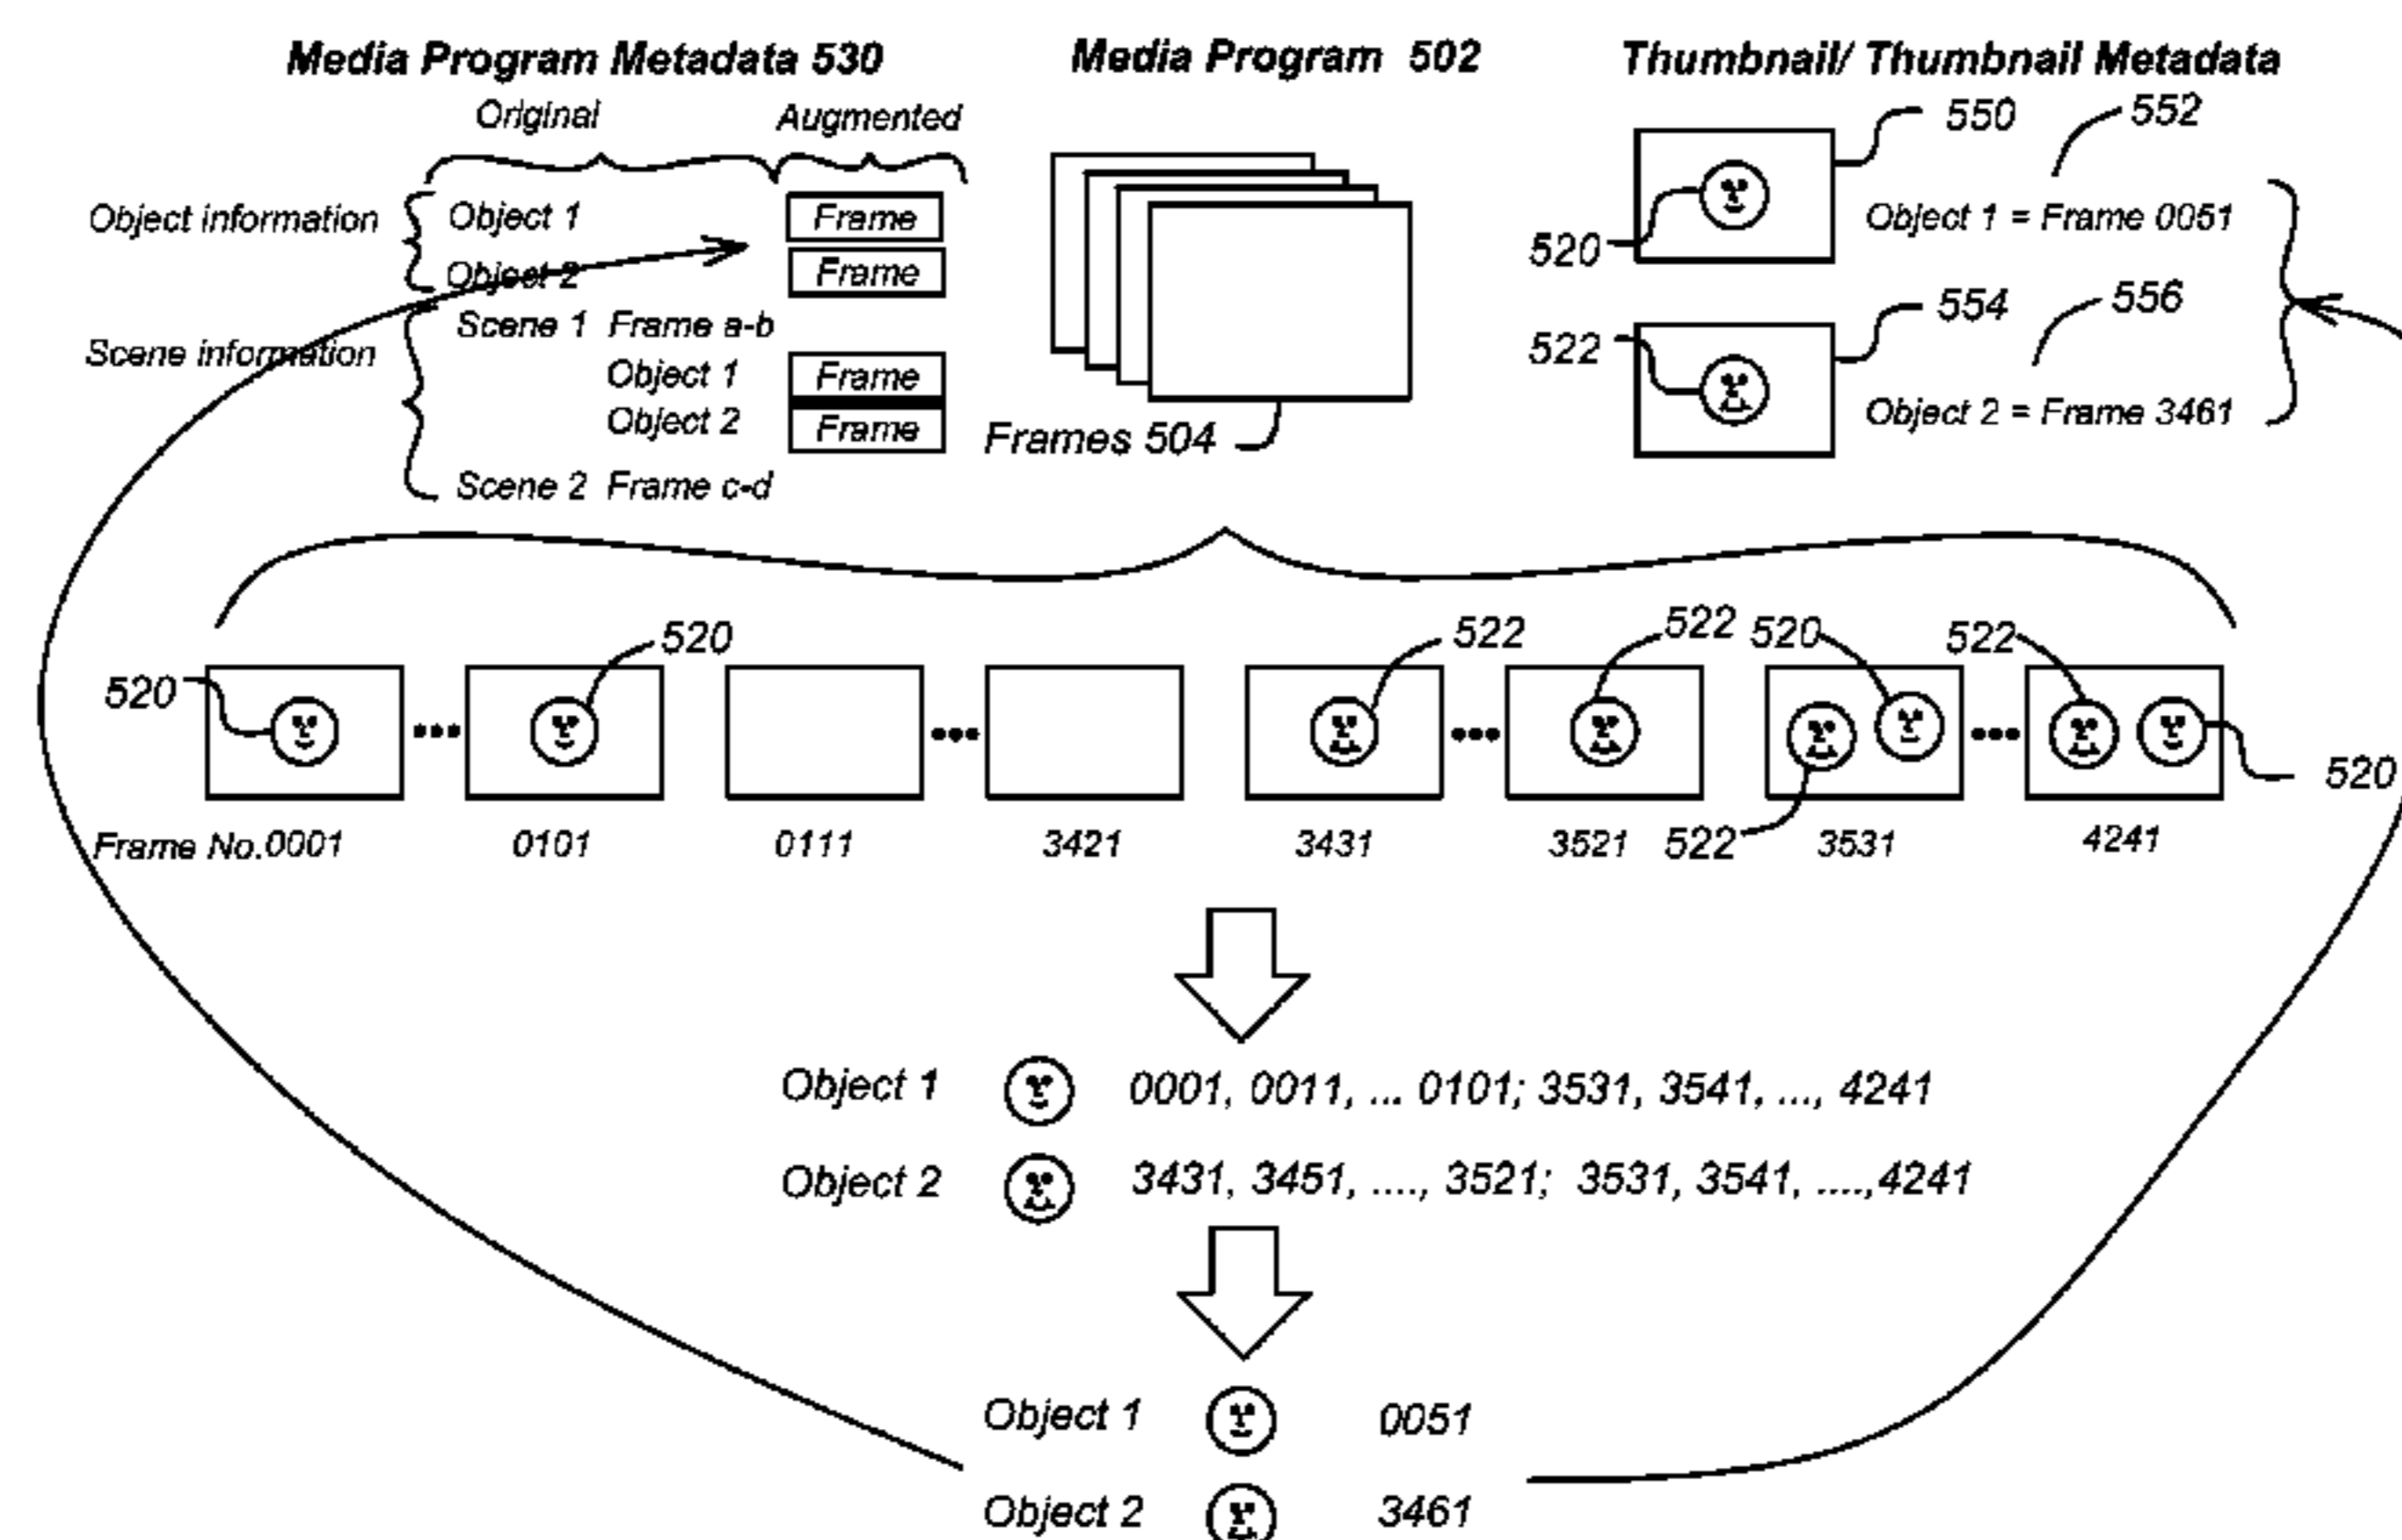 Media Program Metadata 530
Original
Augmented
Object information
Object 1
Frame
Object 2
Frame
Scene information
Scene 1 Frame a-b
Object 1
Frame
Object 2
Frame
Scene 2 Frame c-d
Media Program 502
Frames 504
Thumbnail/ Thumbnail Metadata
550
552
520
Object 1 = Frame 0051
554
556
522
Object 2 = Frame 3461
520
520
522
522
520
522
520
522
Frame No.0001
0101
0111
3421
3431
3521
3531
4241
Object 1
0001, 0011, ... 0101; 3531, 3541, ..., 4241
Object 2
3431, 3451, ...., 3521; 3531, 3541, ....,4241
Object 1
0051
Object 2
3461